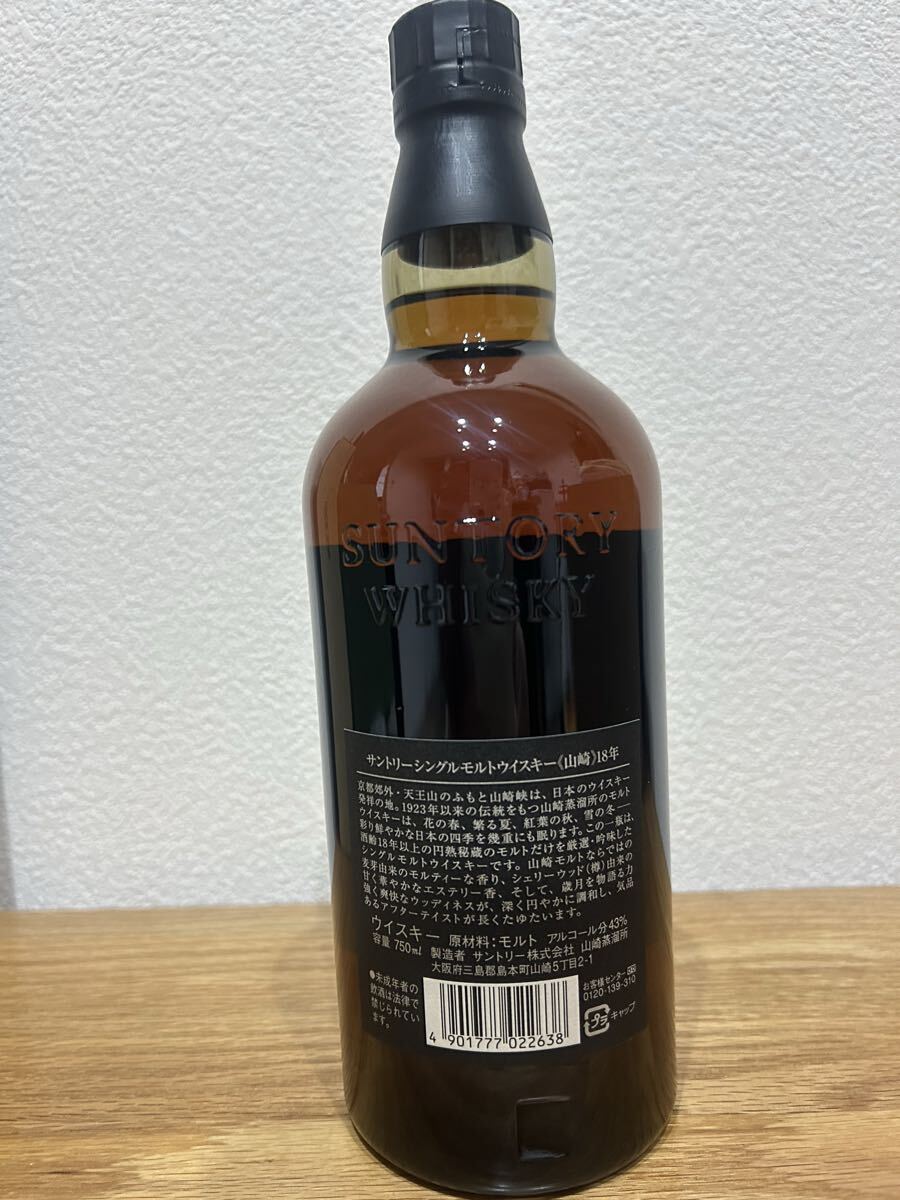 SUNTORY
WHISKY
サントリーシングルモルトウイスキー《山崎》18年
京都郊外・天王山のふもと山崎峡は、日本のウイスキー
発祥の地。1923年以来の伝統をもつ山崎蒸溜所のモルト
ウイスキーは、花の春、繁る夏、紅葉の秋、雪の冬―
彩り鮮やかな日本の四季を幾重にも眠ります。この一瓶は、
酒齢18年以上の円熟秘蔵のモルトだけを厳選・吟味した
シングルモルトウイスキーです。山崎モルトならではの
麦芽由来のモルティーな香り、シェリーウッド(樽)由来の
甘く華やかなエステリー香、そして、歳月を物語る力
強く爽快なウッディネスが、深く円やかに調和し、気品
あるアフターテイストが長くたゆたいます。
ウイスキー 原材料:モルト アルコール分43%
容量 750ml 製造者 サントリー株式会社 山崎蒸溜所
大阪府三島郡島本町山崎5丁目2-1
●未成年者の
飲酒は法律で
禁じられてい
ます。
4 901777 022638
お客様センター
0120-139-310
プラ
キャップ